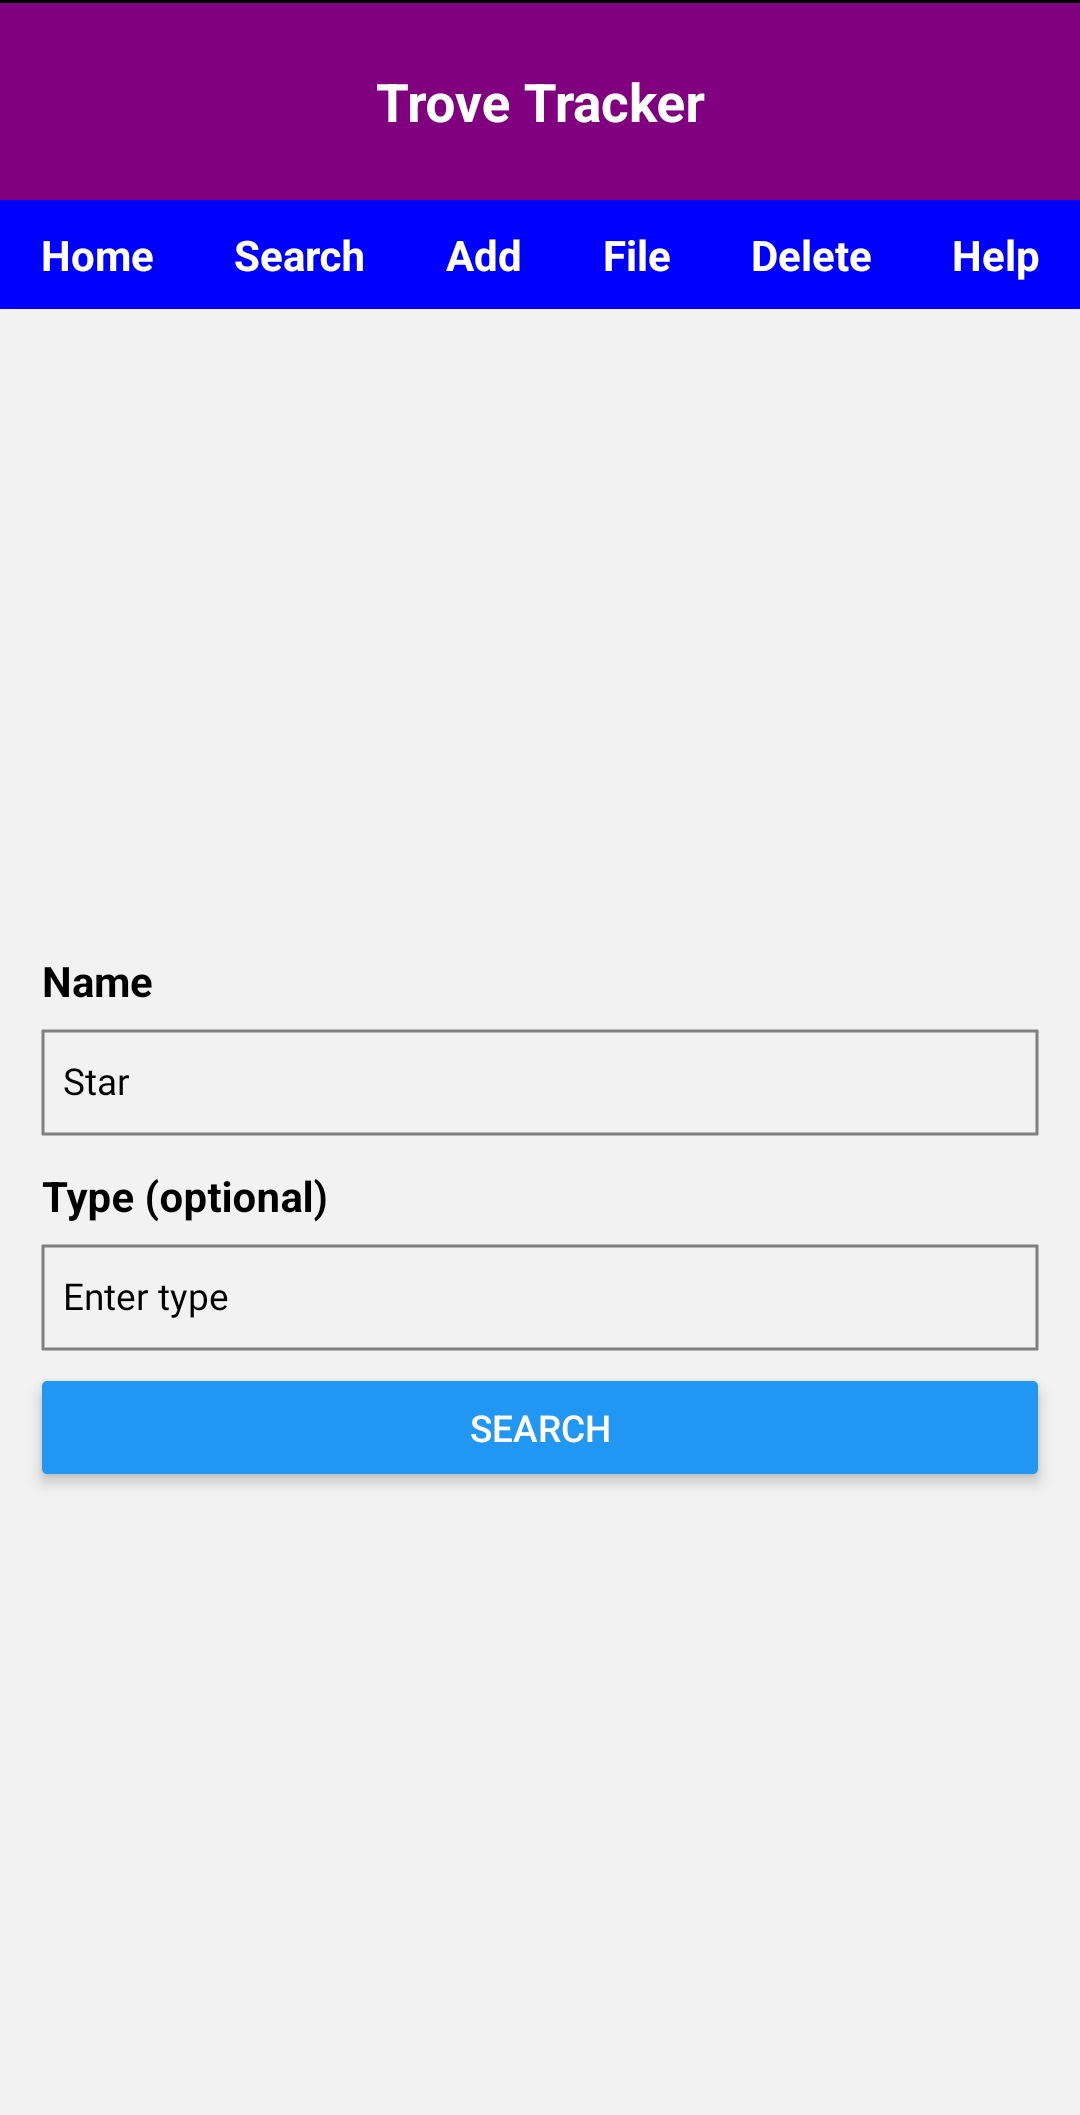 Trove Tracker
Home Search Add File Delete Help
Name
Star
Type (optional)
Enter type
SEARCH